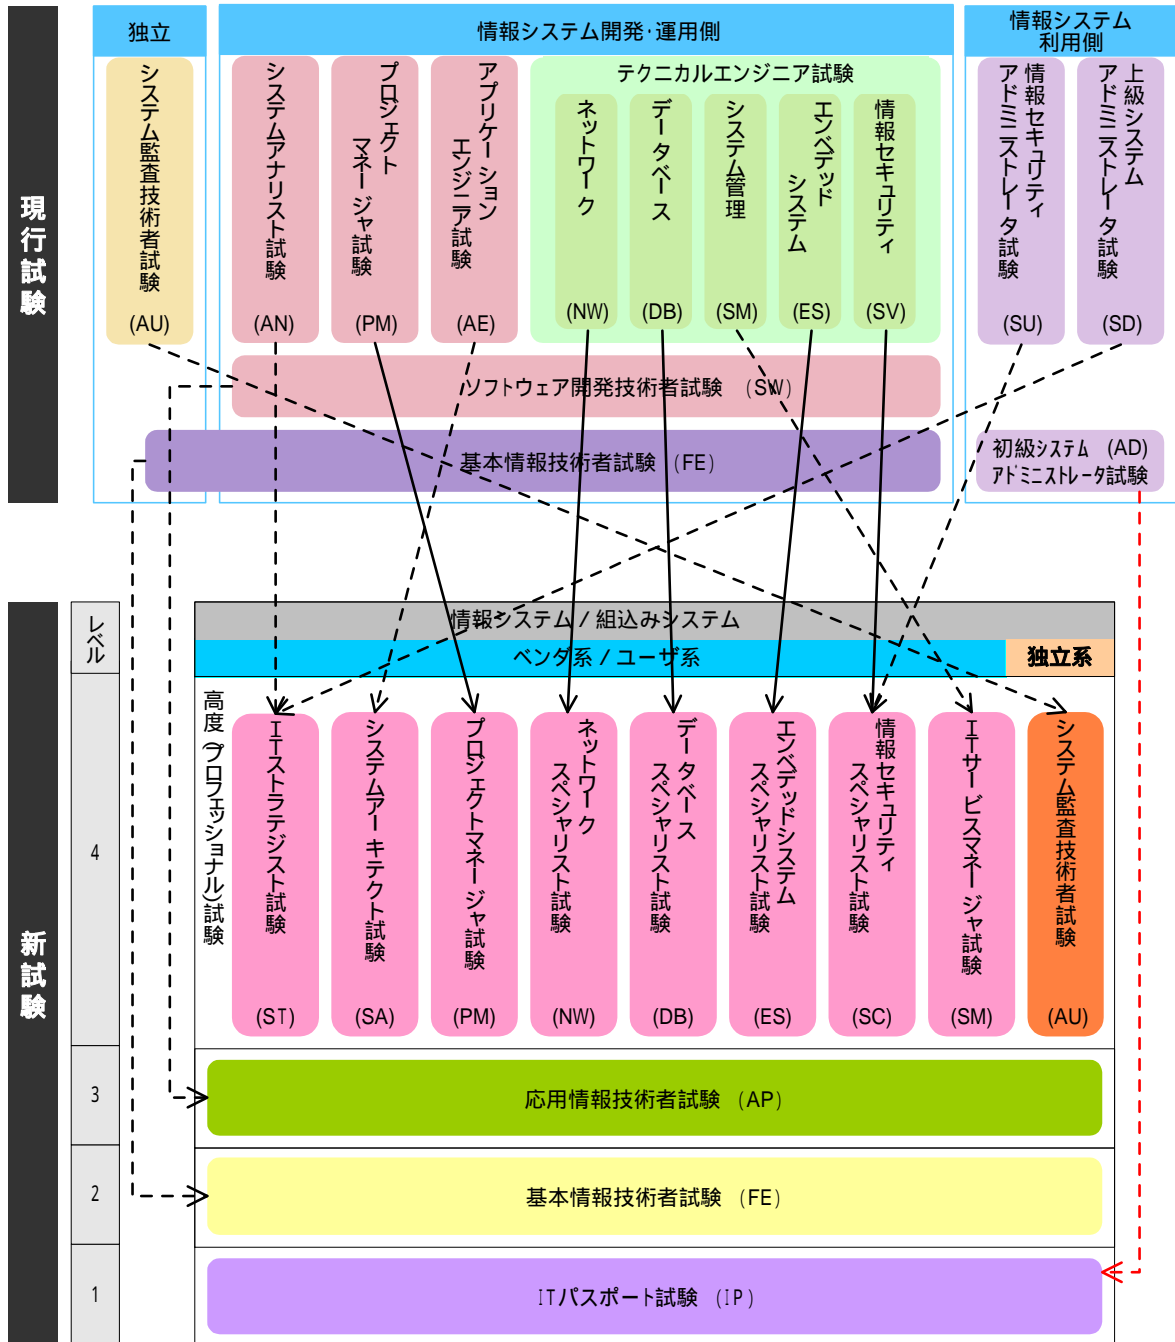 現行試験
独立
情報システム開発・運用側
情報システム
利用側
システム監査技術者試験
(AU)
システムアナリスト試験
(AN)
プロジェクト
マネージャ試験
(PM)
アプリケーション
エンジニア試験
(AE)
テクニカルエンジニア試験
ネットワーク
(NW)
データベース
(DB)
システム管理
(SM)
エンベデッド
システム
(ES)
情報セキュリティ
(SV)
情報セキュリティ
アドミニストレータ試験
(SU)
上級システム
アドミニストレータ試験
(SD)
ソフトウェア開発技術者試験 (SW)
基本情報技術者試験 (FE)
初級システム (AD)
アドミニストレータ試験
新試験
レベル
情報システム / 組込みシステム
ベンダ系 / ユーザ系
独立系
4
高度(プロフェッショナル)試験
ITストラテジスト試験
(ST)
システムアーキテクト試験
(SA)
プロジェクトマネージャ試験
(PM)
ネットワーク
スペシャリスト試験
(NW)
データベース
スペシャリスト試験
(DB)
エンベデッドシステム
スペシャリスト試験
(ES)
情報セキュリティ
スペシャリスト試験
(SC)
ITサービスマネージャ試験
(SM)
システム監査技術者試験
(AU)
3
応用情報技術者試験 (AP)
2
基本情報技術者試験 (FE)
1
ITパスポート試験 (IP)